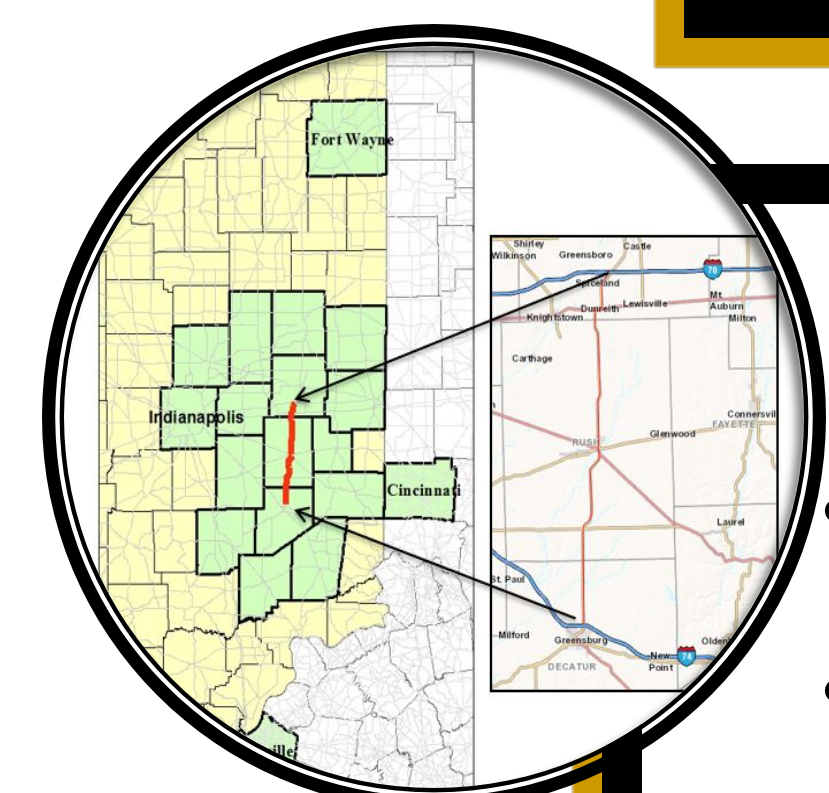 Fort Wayne
Indianapolis
Cincinnati
ille
Shirley
Wilkinson
Greensboro
Castle
70
Spiceland
Mt
Auburn
Dunreith
Lewisville
Knightstown
Milton
Carthage
Connersvil
FAYETTE
Glenwood
RUSH
Laurel
St. Paul
Milford
Greensburg
Olden
New
Point
74
DECATUR